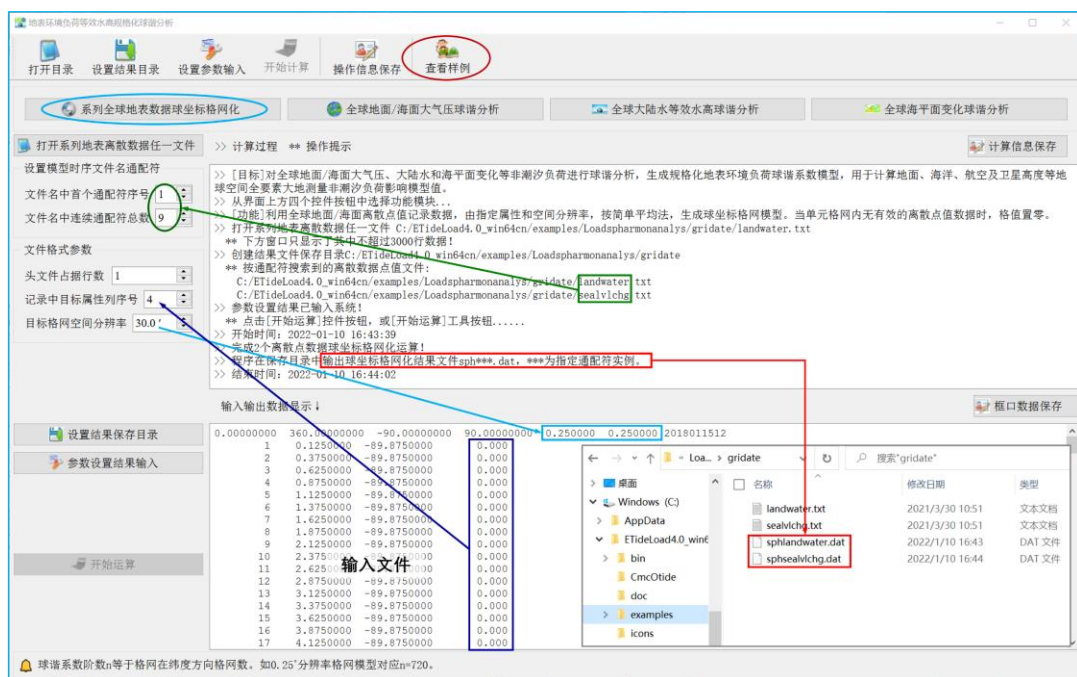 地表环境负荷等效水高规格化球谐分析
打开目录 设置结果目录 设置参数输入 开始计算 操作信息保存 查看样例
系列全球地表数据球坐标格网化 全球地面/海面大气压球谐分析 全球大陆水等效水高球谐分析 全球海平面变化球谐分析
打开系列地表离散数据任一文件 >> 计算过程 ** 操作提示 计算信息保存
设置模型时序文件名通配符
文件名中首个通配符序号 1
文件名中连续通配符总数 9
文件格式参数
头文件占据行数 1
记录中目标属性列序号 4
目标格网空间分辨率 30.0′
>> [目标]对全球地面/海面大气压、大陆水和海平面变化等非潮汐负荷进行球谐分析，生成规格化地表环境负荷球谐系数模型，用于计算地面、海洋、航空及卫星高度等地
球空间全要素大地测量非潮汐负荷影响模型值。
>> 从界面上方四个控件按钮中选择功能模块...
>> [功能]利用全球地面/海面离散点值记录数据，由指定属性和空间分辨率，按简单平均法，生成球坐标格网模型。当单元格网内无有效的离散点值数据时，格值置零。
>> 打开系列地表离散数据任一文件 C:/ETideLoad4.0_win64cn/examples/Loadspharmonanalys/gridate/landwater.txt
** 下方窗口只显示了其中不超过3000行数据！
>> 创建结果文件保存目录C:/ETideLoad4.0_win64cn/examples/Loadspharmonanalys/gridate
** 按通配符搜索到的离散数据点值文件:
C:/ETideLoad4.0_win64cn/examples/Loadspharmonanalys/gridate/landwater.txt
C:/ETideLoad4.0_win64cn/examples/Loadspharmonanalys/gridate/sealvlchg.txt
>> 参数设置结果已输入系统！
** 点击[开始运算]控件按钮，或[开始运算]工具按钮......
>> 开始时间: 2022-01-10 16:43:39
>> 完成2个离散点数据球坐标格网化运算！
>> 程序在保存目录中输出球坐标格网化结果文件sph***.dat, ***为指定通配符实例。
>> 结束时间: 2022-01-10 16:44:02
输入输出数据显示↓ 框口数据保存
设置结果保存目录
参数设置结果输入
开始运算
0.00000000 360.00000000 -90.00000000 90.00000000 0.250000 0.250000 2018011512
1 0.1250000 -89.8750000 0.000
2 0.3750000 -89.8750000 0.000
3 0.6250000 -89.8750000 0.000
4 0.8750000 -89.8750000 0.000
5 1.1250000 -89.8750000 0.000
6 1.3750000 -89.8750000 0.000
7 1.6250000 -89.8750000 0.000
8 1.8750000 -89.8750000 0.000
9 2.1250000 -89.8750000 0.000
10 2.3750000 -89.8750000 0.000
11 2.6250000 0.000
12 2.8750000 -89.8750000 0.000
13 3.1250000 -89.8750000 0.000
14 3.3750000 -89.8750000 0.000
15 3.6250000 -89.8750000 0.000
16 3.8750000 -89.8750000 0.000
17 4.1250000 -89.8750000 0.000
输入文件
Loa... > gridate 搜索"gridate"
桌面
Windows (C:)
AppData
ETideLoad4.0_win6
bin
CmcOtide
doc
examples
icons
名称 修改日期 类型
landwater.txt 2021/3/30 10:51 文本文档
sealvlchg.txt 2021/3/30 10:51 文本文档
sphlandwater.dat 2022/1/10 16:43 DAT 文件
sphsealvlchg.dat 2022/1/10 16:44 DAT 文件
球谐系数阶数n等于格网在纬度方向格网数。如0.25°分辨率格网模型对应n=720。